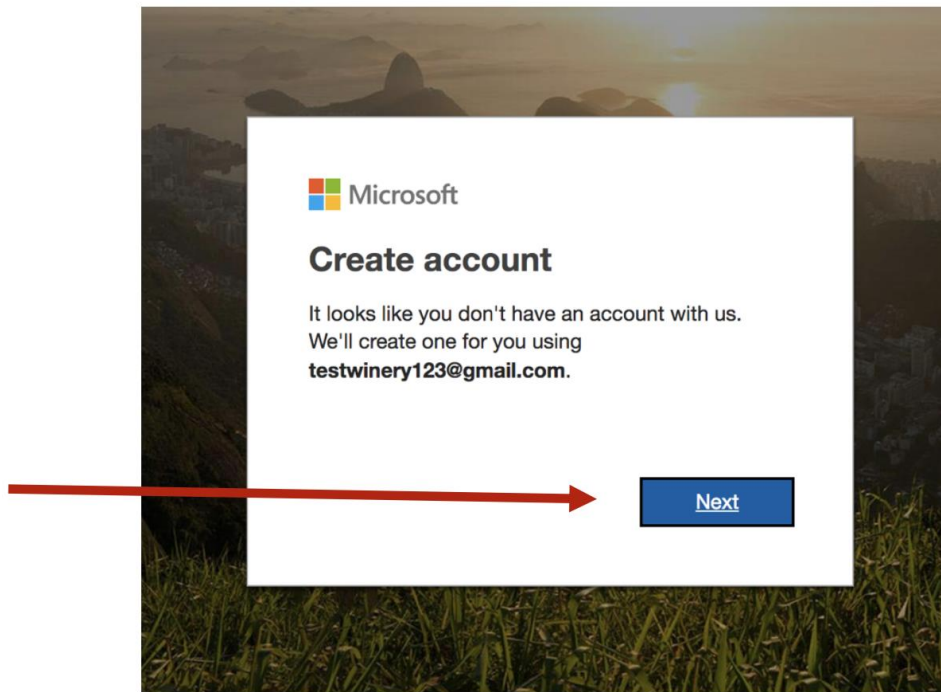 Microsoft
Create account
It looks like you don't have an account with us.
We'll create one for you using
testwinery123@gmail.com.
Next